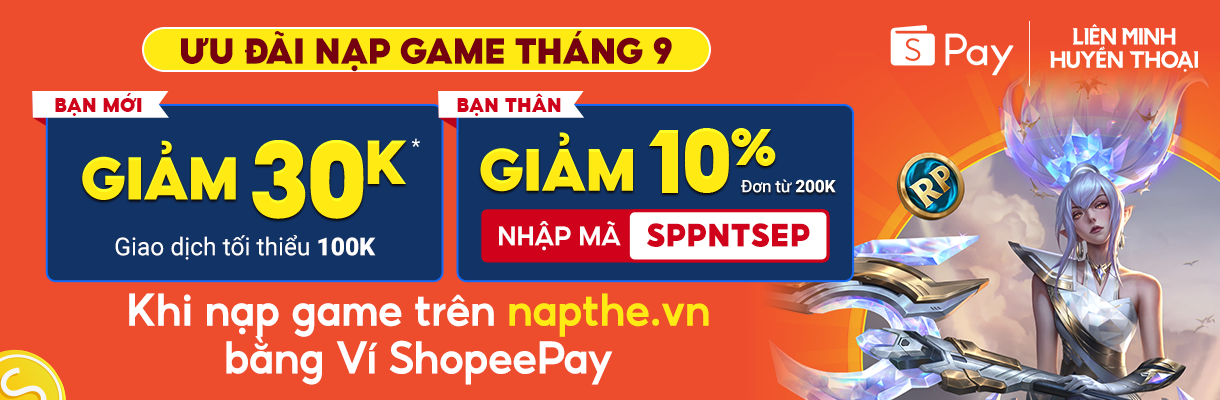 ƯU ĐÃI NẠP GAME THÁNG 9
S Pay
LIÊN MINH
HUYỀN THOẠI
BẠN MỚI
GIẢM 30K*
Giao dịch tối thiểu 100K
BẠN THÂN
GIẢM 10%
Đơn từ 200K
NHẬP MÃ SPPNTSEP
RP
Khi nạp game trên napthe.vn
bằng Ví ShopeePay
S